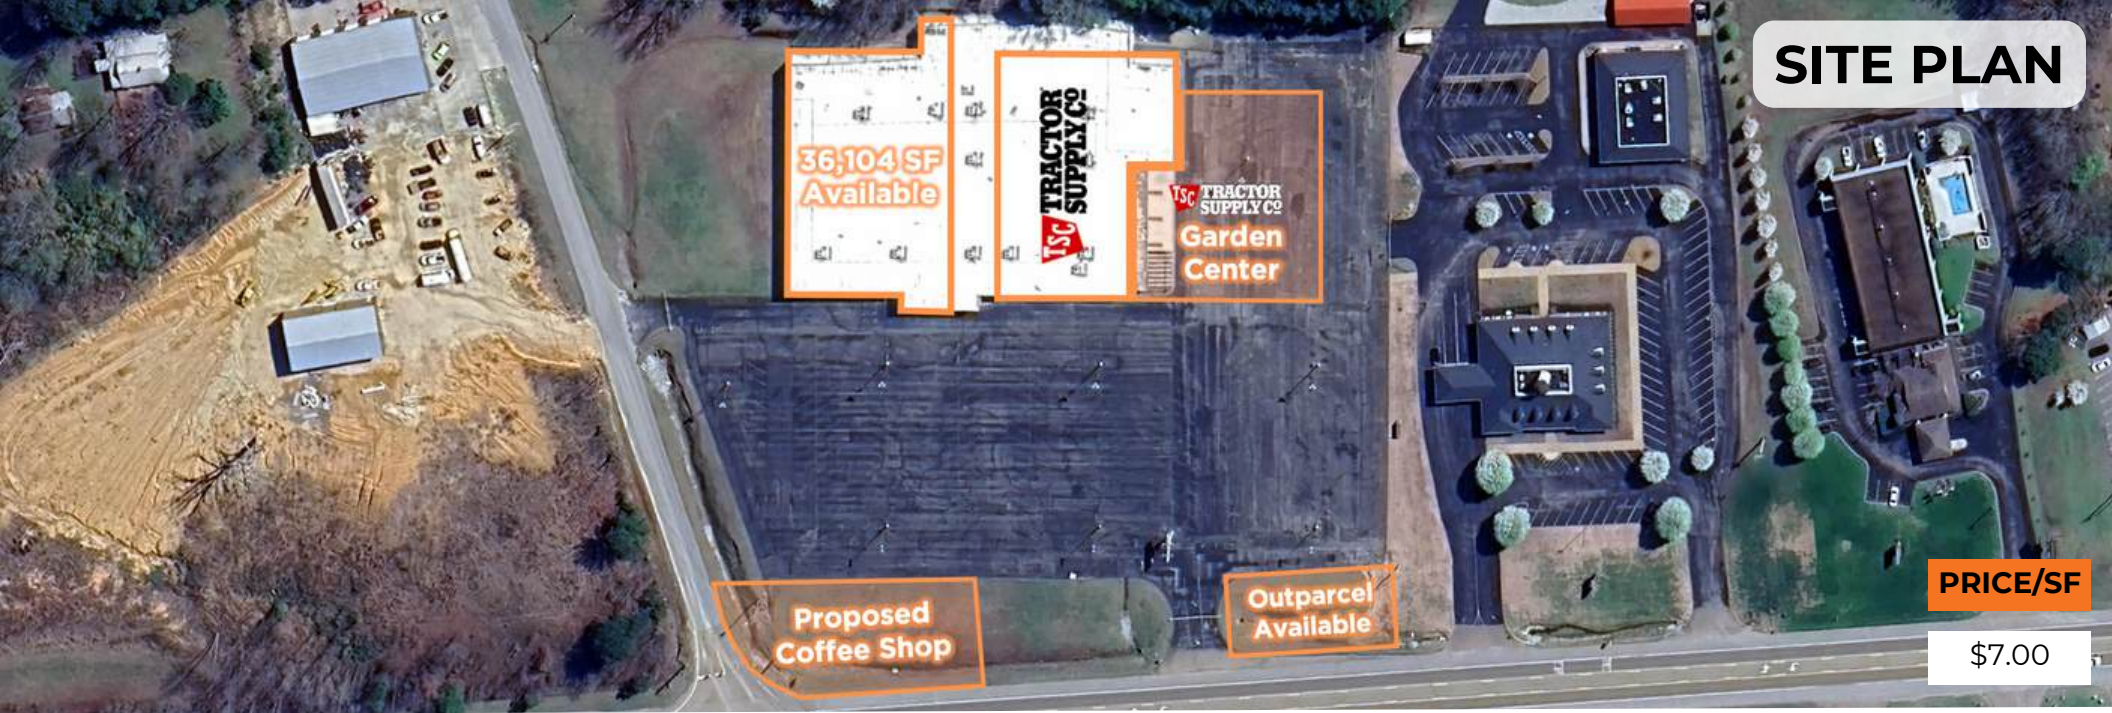 SITE PLAN
36,104 SF
Available
TSC TRACTOR
SUPPLY CO
TSC TRACTOR
SUPPLY CO
Garden
Center
Proposed
Coffee Shop
Outparcel
Available
PRICE/SF
$7.00